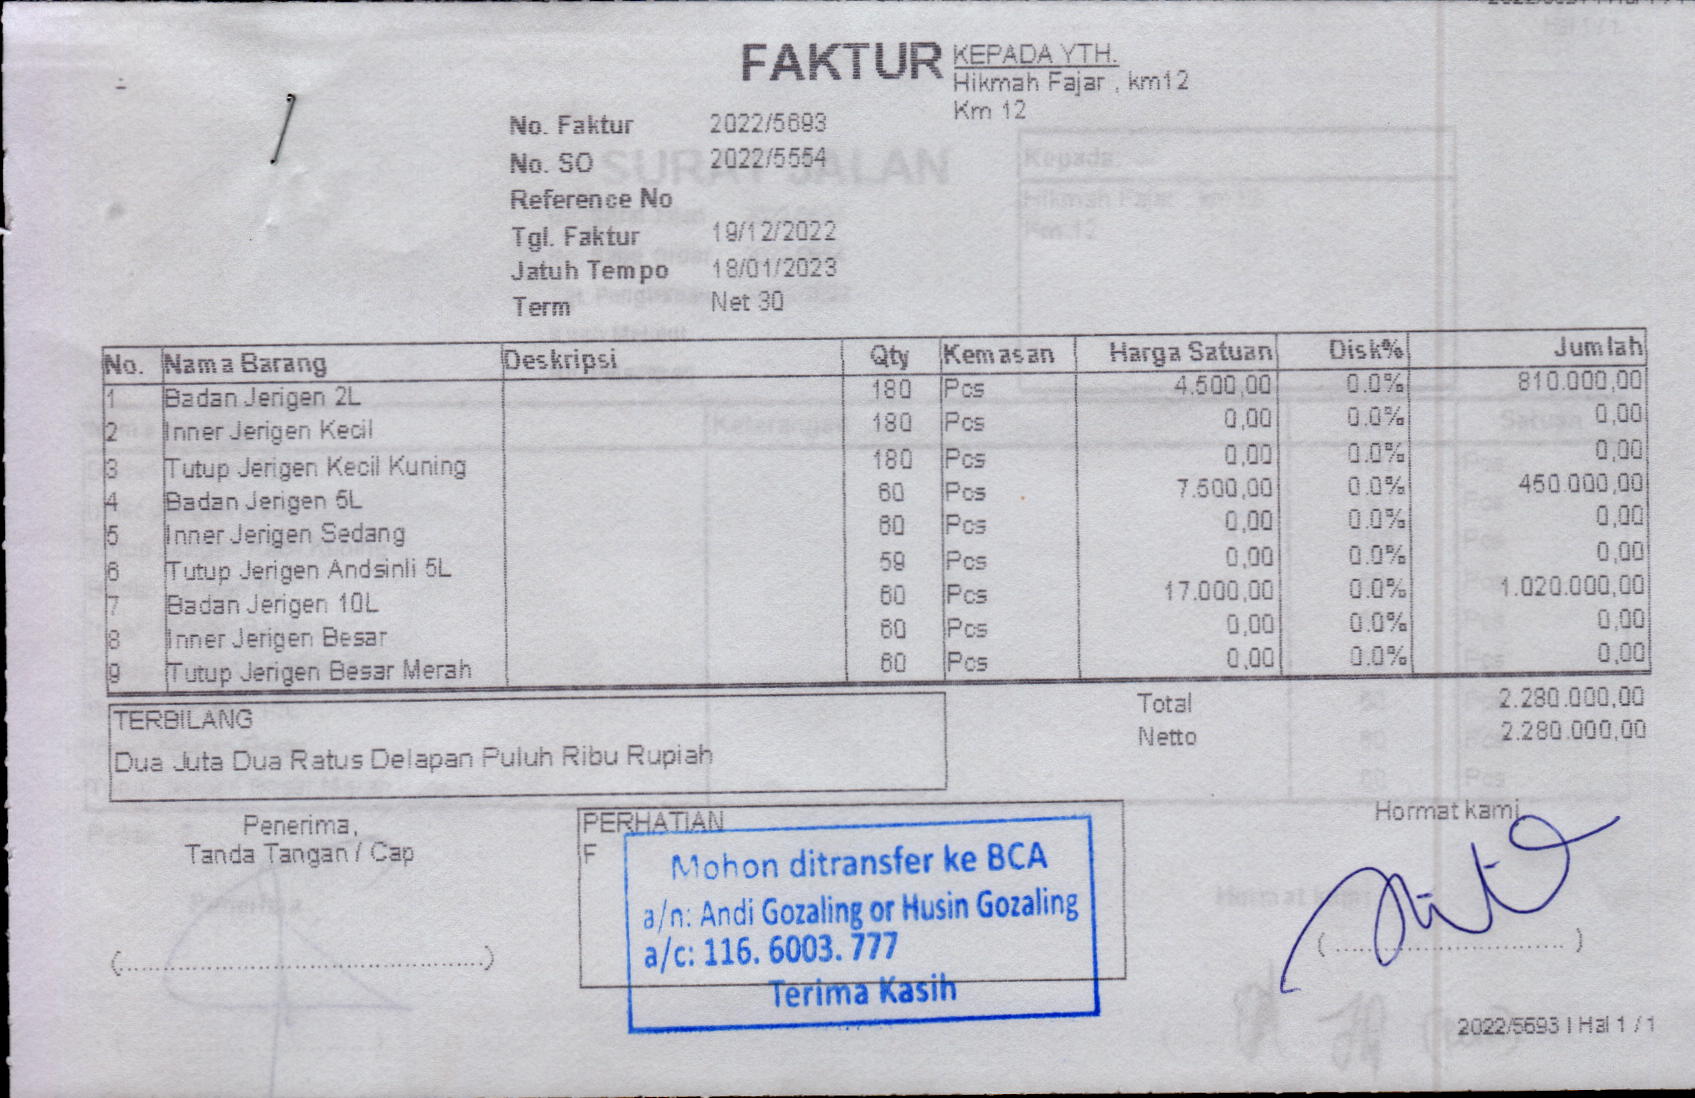 FAKTUR
KEPADA YTH.
Hikmah Fajar , km12
Km 12
No. Faktur 2022/5693
No. SO 2022/5554
Reference No
Tgl. Faktur 19/12/2022
Jatuh Tempo 18/01/2023
Term Net 30
No. Nama Barang Deskripsi Qty Kemasan Harga Satuan Disk% Jumlah
1 Badan Jerigen 2L 180 Pcs 4.500,00 0.0% 810.000,00
2 Inner Jerigen Kecil 180 Pcs 0,00 0.0% 0,00
3 Tutup Jerigen Kecil Kuning 180 Pcs 0,00 0.0% 0,00
4 Badan Jerigen 5L 60 Pcs 7.500,00 0.0% 450.000,00
5 Inner Jerigen Sedang 60 Pcs 0,00 0.0% 0,00
6 Tutup Jerigen Andsinli 5L 59 Pcs 0,00 0.0% 0,00
7 Badan Jerigen 10L 60 Pcs 17.000,00 0.0% 1.020.000,00
8 Inner Jerigen Besar 60 Pcs 0,00 0.0% 0,00
9 Tutup Jerigen Besar Merah 60 Pcs 0,00 0.0% 0,00
Total 2.280.000,00
Netto 2.280.000,00
TERBILANG
Dua Juta Dua Ratus Delapan Puluh Ribu Rupiah
Penerima,
Tanda Tangan / Cap
(................................................)
PERHATIAN
F
Mohon ditransfer ke BCA
a/n: Andi Gozaling or Husin Gozaling
a/c: 116. 6003. 777
Terima Kasih
Hormat kami,
(..............................)
2022/5693 | Hal 1 / 1